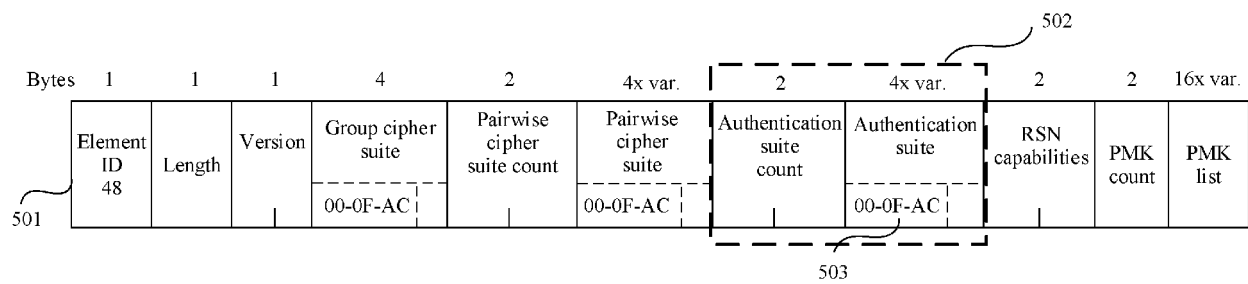 502
Bytes 1 1 1 4 2 4x var. 2 4x var. 2 2 16x var.
Element ID 48
Length
Version
Group cipher suite
00-0F-AC
Pairwise cipher suite count
Pairwise cipher suite
00-0F-AC
Authentication suite count
Authentication suite
00-0F-AC
RSN capabilities
PMK count
PMK list
501
503